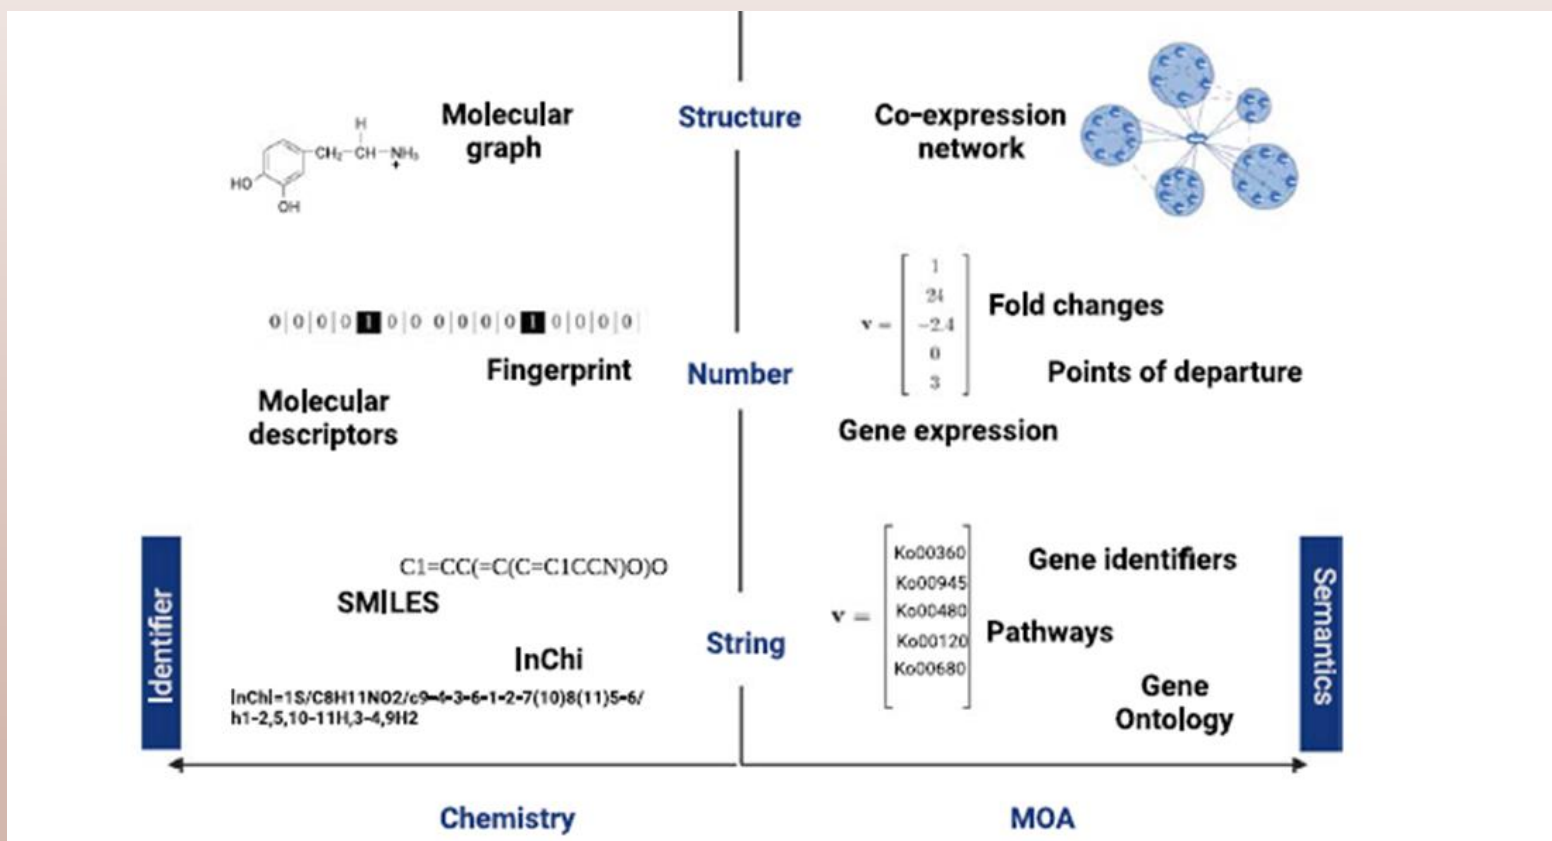 Molecular
graph
H
CH₂
CH
NH₃
+
HO
OH
Structure
Co-expression
network
0|0|0|0 1 0|0 0|0|0|0 1 0|0|0|0|
Fingerprint
Molecular
descriptors
Number
v =
1
24
-2.4
0
3
Fold changes
Points of departure
Gene expression
Identifier
C1=CC(=C(C=C1CCN)O)O
SMILES
InChi
InChI=1S/C8H11NO2/c9-4-3-6-1-2-7(10)8(11)5-6/
h1-2,5,10-11H,3-4,9H2
String
v =
Ko00360
Ko00945
Ko00480
Ko00120
Ko00680
Gene identifiers
Pathways
Gene
Ontology
Semantics
Chemistry
MOA